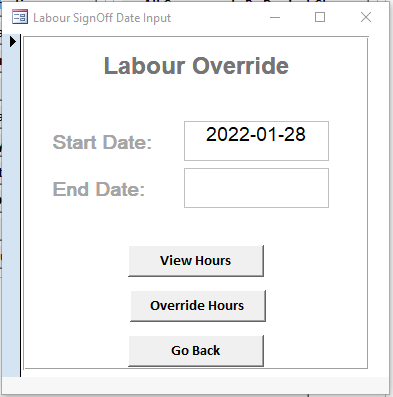 Labour SignOff Date Input
Labour Override
Start Date: 2022-01-28
End Date:
View Hours
Override Hours
Go Back